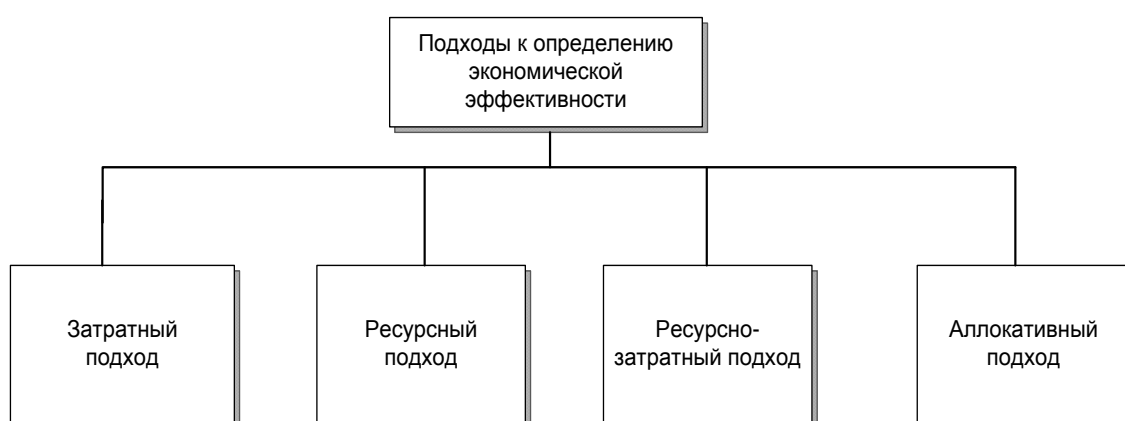 Подходы к определению
экономической
эффективности
Затратный
подход
Ресурсный
подход
Ресурсно-
затратный подход
Аллокативный
подход